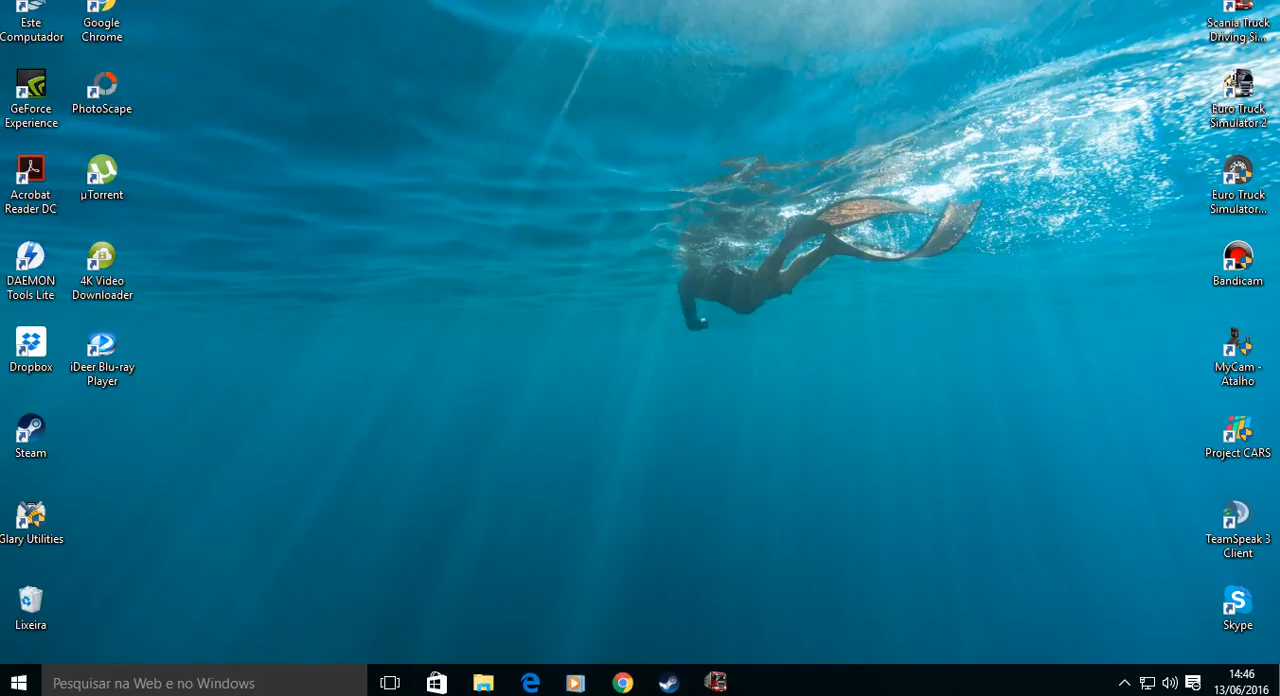 Este
Computador
Google
Chrome
GeForce
Experience
PhotoScape
Acrobat
Reader DC
µTorrent
DAEMON
Tools Lite
4K Video
Downloader
Dropbox
iDeer Blu-ray
Player
Steam
Glary Utilities
Lixeira
Scania Truck
Driving Si...
Euro Truck
Simulator 2
Euro Truck
Simulator...
Bandicam
MyCam -
Atalho
Project CARS
TeamSpeak 3
Client
Skype
Pesquisar na Web e no Windows
14:46
13/06/2016